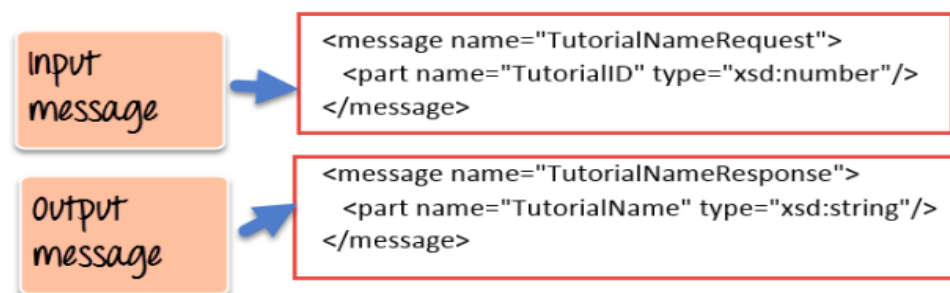 Input
message
<message name="TutorialNameRequest">
<part name="TutorialID" type="xsd:number"/>
</message>
Output
message
<message name="TutorialNameResponse">
<part name="TutorialName" type="xsd:string"/>
</message>